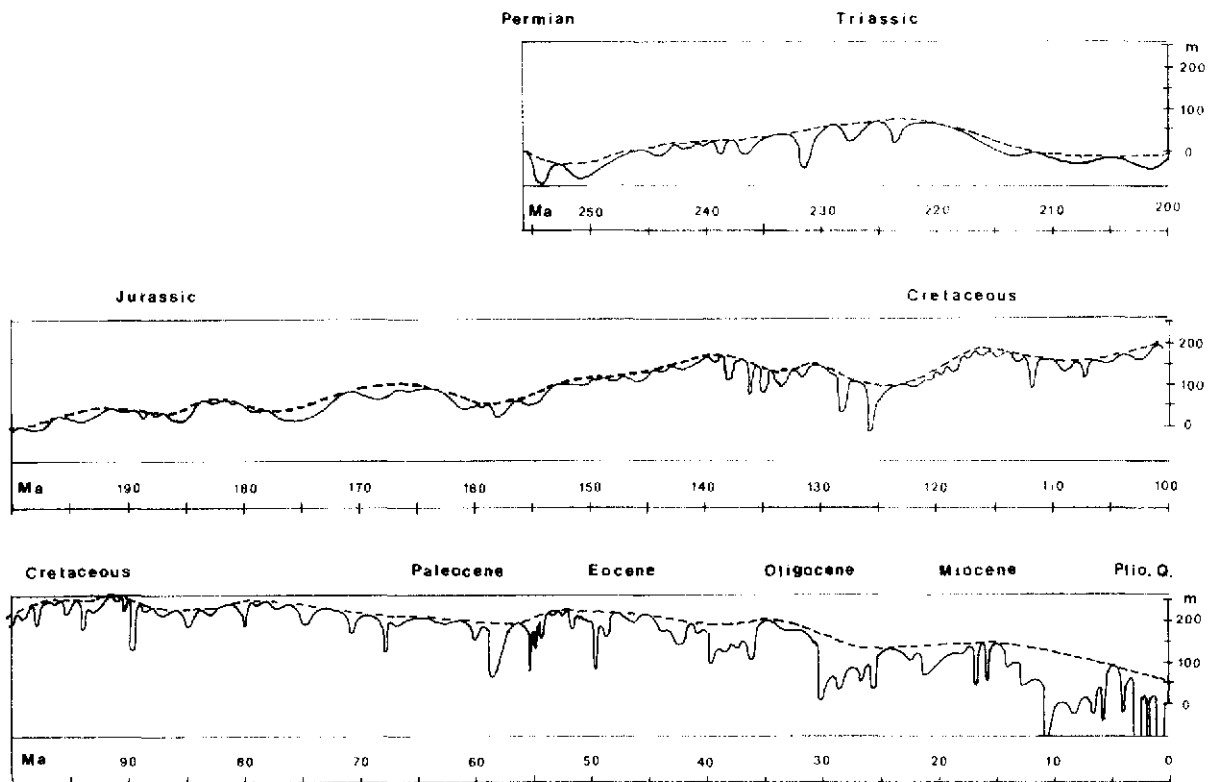 Permian Triassic
m
200
100
0
Ma 250 240 230 220 210 200
Jurassic Cretaceous
200
100
0
Ma 190 180 170 160 150 140 130 120 110 100
Cretaceous Paleocene Eocene Oligocene Miocene Plio. Q.
m
200
100
0
Ma 90 80 70 60 50 40 30 20 10 0